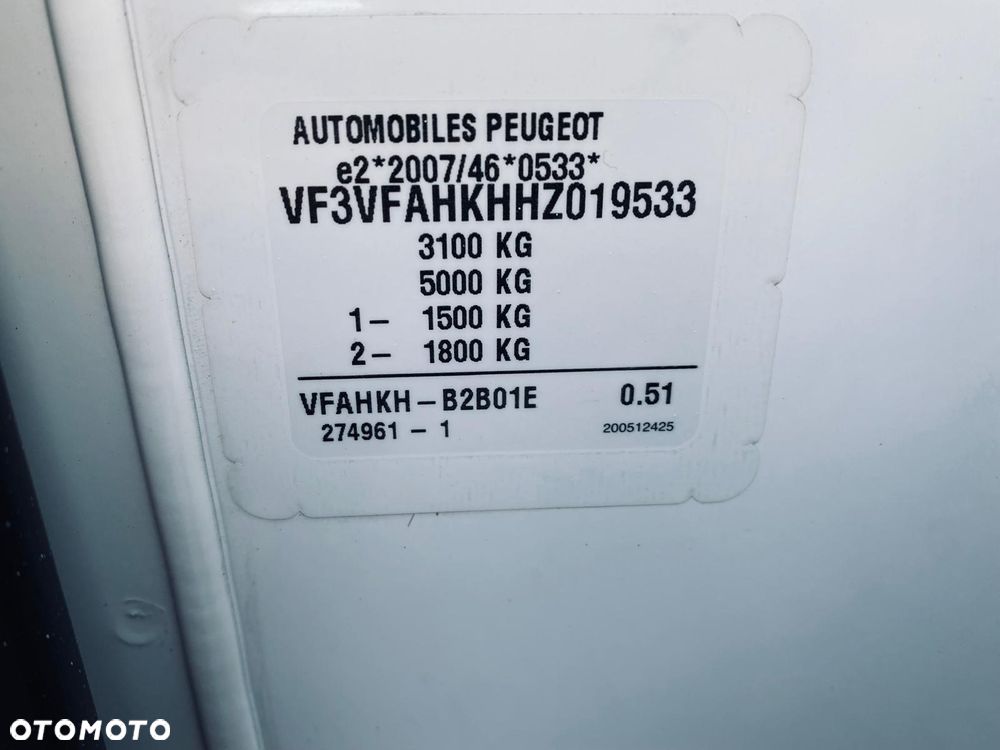 AUTOMOBILES PEUGEOT
e2*2007/46*0533*
VF3VFAHKHHZ019533
3100 KG
5000 KG
1- 1500 KG
2- 1800 KG
VFAHKH-B2B01E 0.51
274961-1 200512425
OTOMOTO